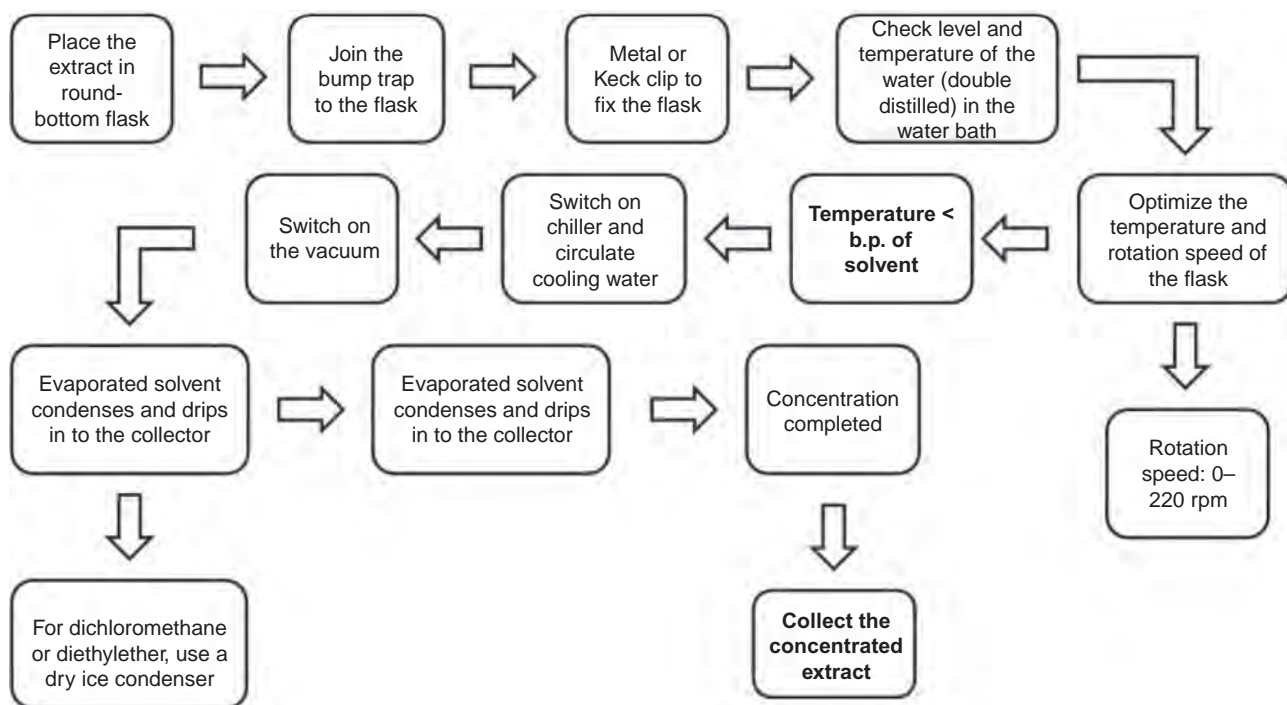 Place the
extract in
round-
bottom flask
Join the
bump trap
to the flask
Metal or
Keck clip to
fix the flask
Check level and
temperature of the
water (double
distilled) in the
water bath
Optimize the
temperature and
rotation speed of
the flask
Temperature <
b.p. of
solvent
Switch on
chiller and
circulate
cooling water
Switch on
the vacuum
Evaporated solvent
condenses and drips
in to the collector
Evaporated solvent
condenses and drips
in to the collector
Concentration
completed
Rotation
speed: 0–
220 rpm
For dichloromethane
or diethylether, use a
dry ice condenser
Collect the
concentrated
extract